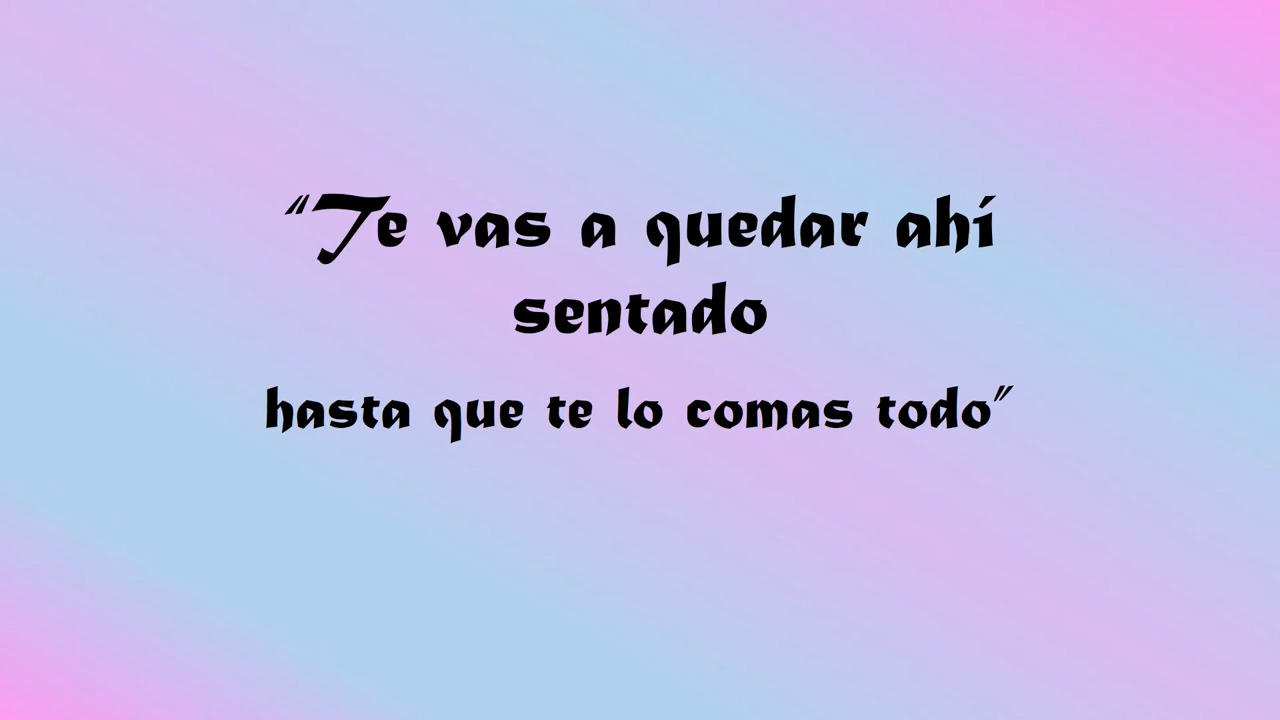 “Te vas a quedar ahí
sentado
hasta que te lo comas todo”